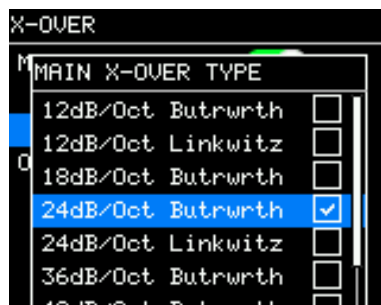 X-OVER
M
MAIN X-OVER TYPE
12dB/Oct Butrwrth
12dB/Oct Linkwitz
O
18dB/Oct Butrwrth
24dB/Oct Butrwrth
24dB/Oct Linkwitz
36dB/Oct Butrwrth